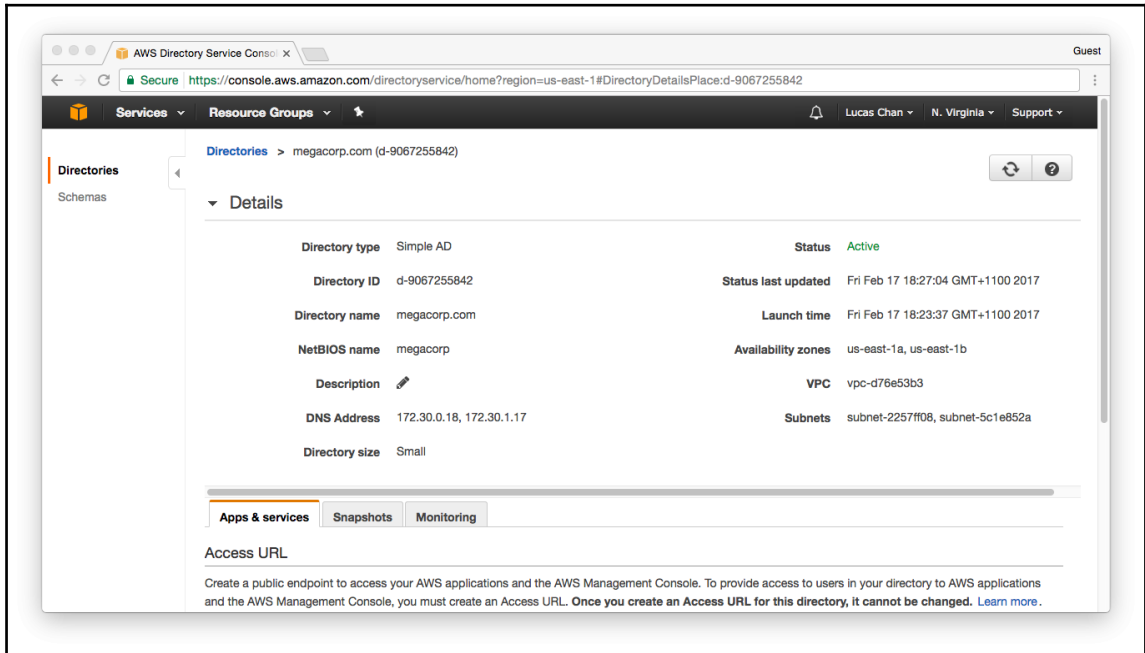 AWS Directory Service Consol
Guest
Secure https://console.aws.amazon.com/directoryservice/home?region=us-east-1#DirectoryDetailsPlace:d-9067255842
Services Resource Groups Lucas Chan N. Virginia Support
Directories > megacorp.com (d-9067255842)
Directories
Schemas
Details
Directory type Simple AD Status Active
Directory ID d-9067255842 Status last updated Fri Feb 17 18:27:04 GMT+1100 2017
Directory name megacorp.com Launch time Fri Feb 17 18:23:37 GMT+1100 2017
NetBIOS name megacorp Availability zones us-east-1a, us-east-1b
Description VPC vpc-d76e53b3
DNS Address 172.30.0.18, 172.30.1.17 Subnets subnet-2257ff08, subnet-5c1e852a
Directory size Small
Apps & services Snapshots Monitoring
Access URL
Create a public endpoint to access your AWS applications and the AWS Management Console. To provide access to users in your directory to AWS applications
and the AWS Management Console, you must create an Access URL. Once you create an Access URL for this directory, it cannot be changed. Learn more.